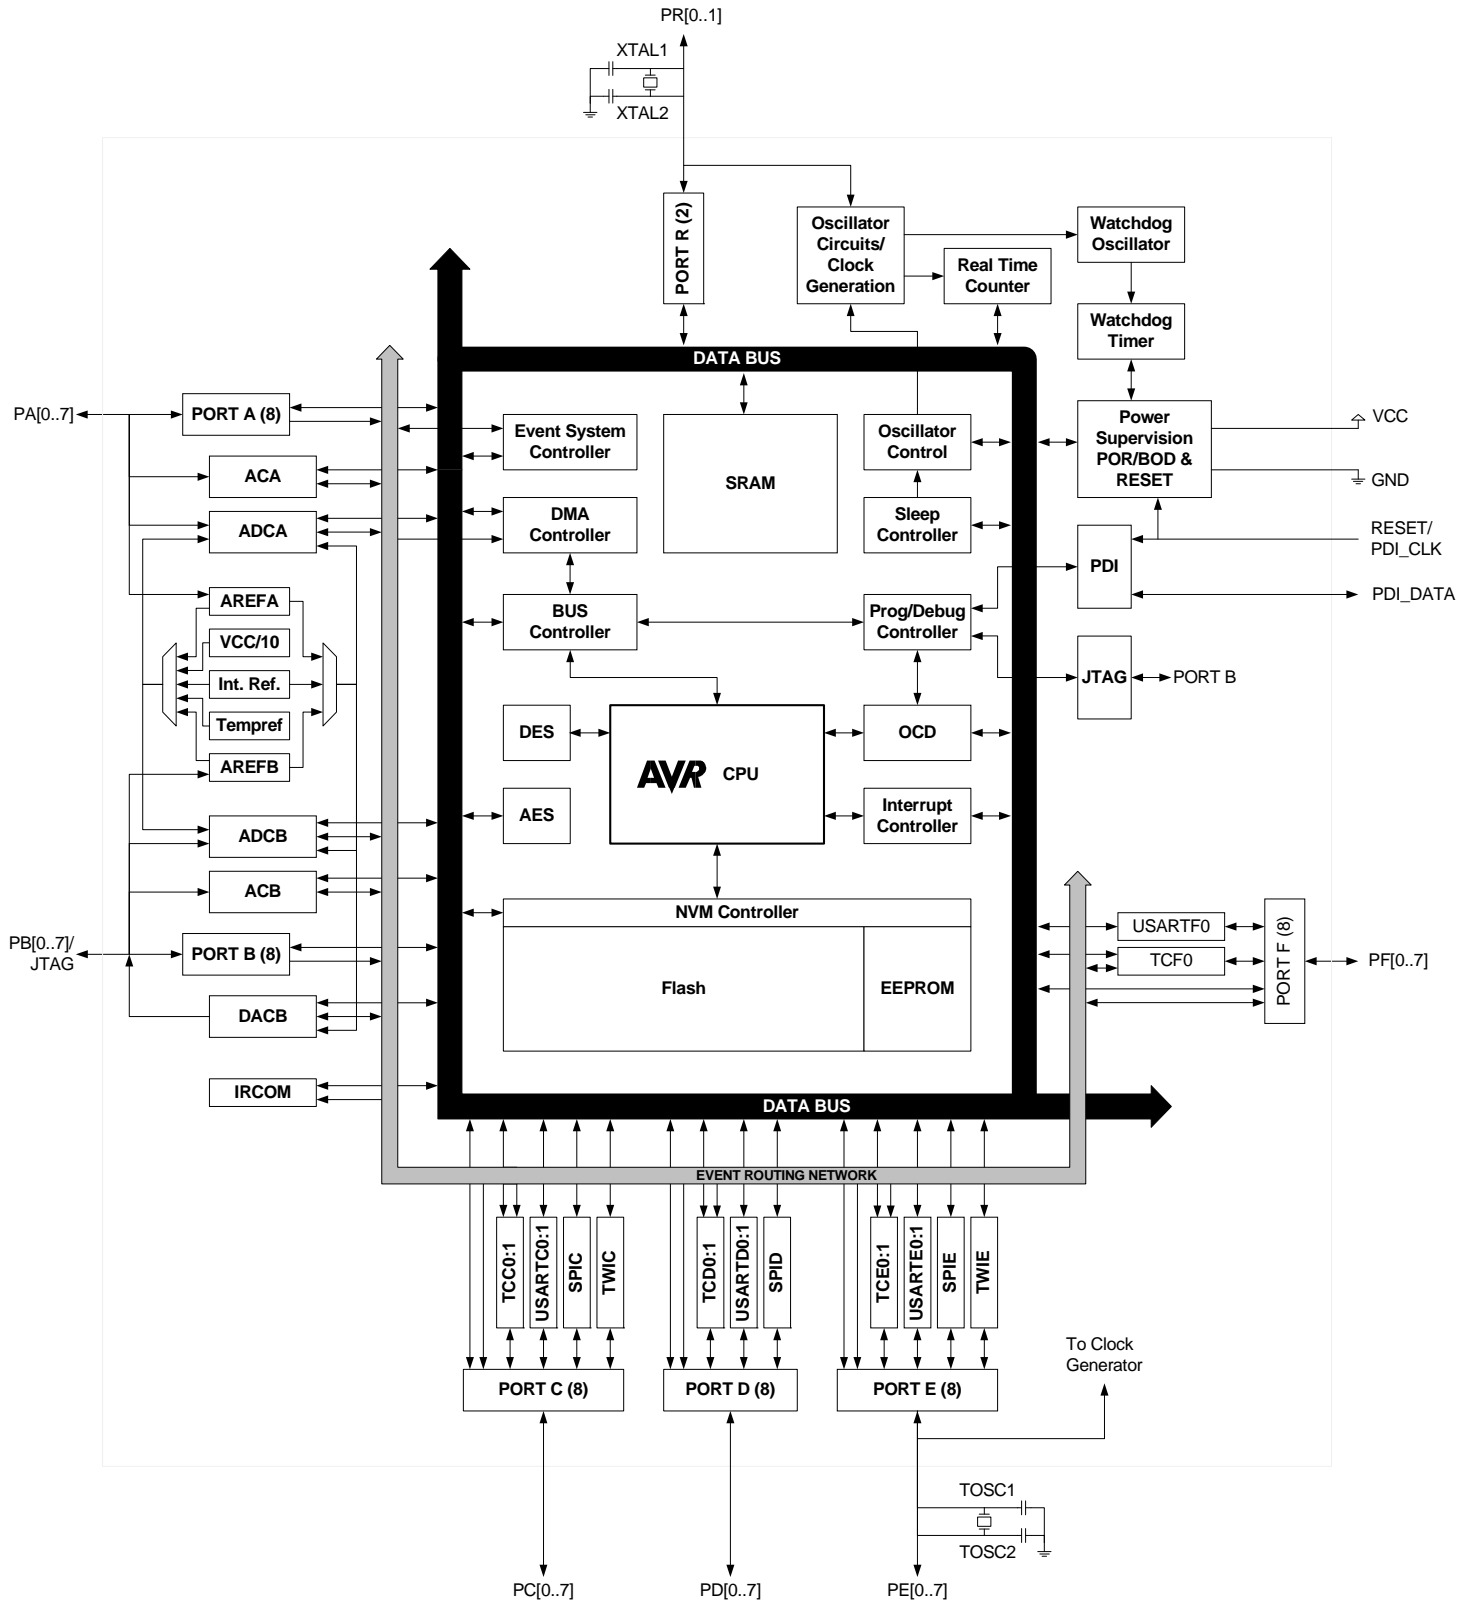 PR[0..1]
XTAL1
XTAL2
PORT R (2)
Oscillator
Circuits/
Clock
Generation
Watchdog
Oscillator
Real Time
Counter
Watchdog
Timer
DATA BUS
PA[0..7]
PORT A (8)
Event System
Controller
SRAM
Oscillator
Control
Power
Supervision
POR/BOD &
RESET
VCC
GND
ACA
ADCA
DMA
Controller
Sleep
Controller
PDI
RESET/
PDI_CLK
PDI_DATA
AREFA
VCC/10
Int. Ref.
Tempref
AREFB
BUS
Controller
Prog/Debug
Controller
JTAG
PORT B
DES
AVR CPU
OCD
AES
Interrupt
Controller
ADCB
ACB
NVM Controller
Flash
EEPROM
USARTF0
TCF0
PORT F (8)
PF[0..7]
PB[0..7]/
JTAG
PORT B (8)
DACB
IRCOM
DATA BUS
EVENT ROUTING NETWORK
TCC0:1
USARTC0:1
SPIC
TWIC
TCD0:1
USARTD0:1
SPID
TCE0:1
USARTE0:1
SPIE
TWIE
PORT C (8)
PORT D (8)
PORT E (8)
To Clock
Generator
TOSC1
TOSC2
PC[0..7]
PD[0..7]
PE[0..7]